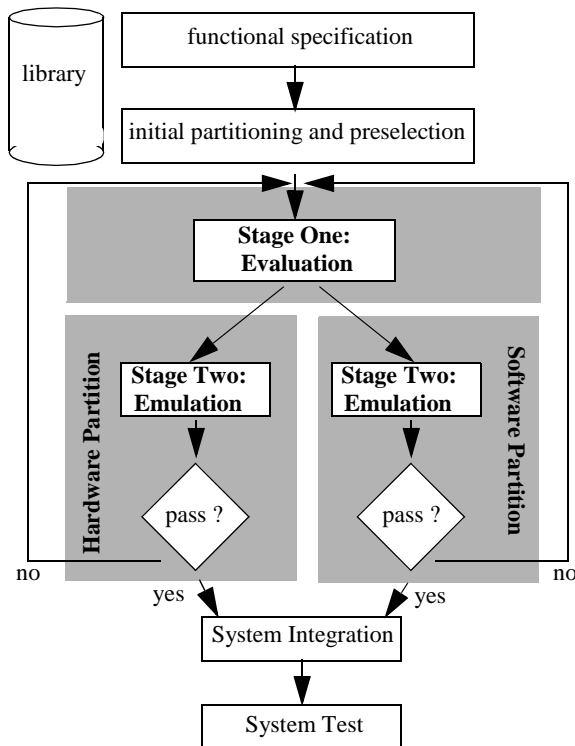 functional specification
library
initial partitioning and preselection
Stage One:
Evaluation
Hardware Partition
Stage Two:
Emulation
Stage Two:
Emulation
Software Partition
pass ?
pass ?
no
no
yes
yes
System Integration
System Test